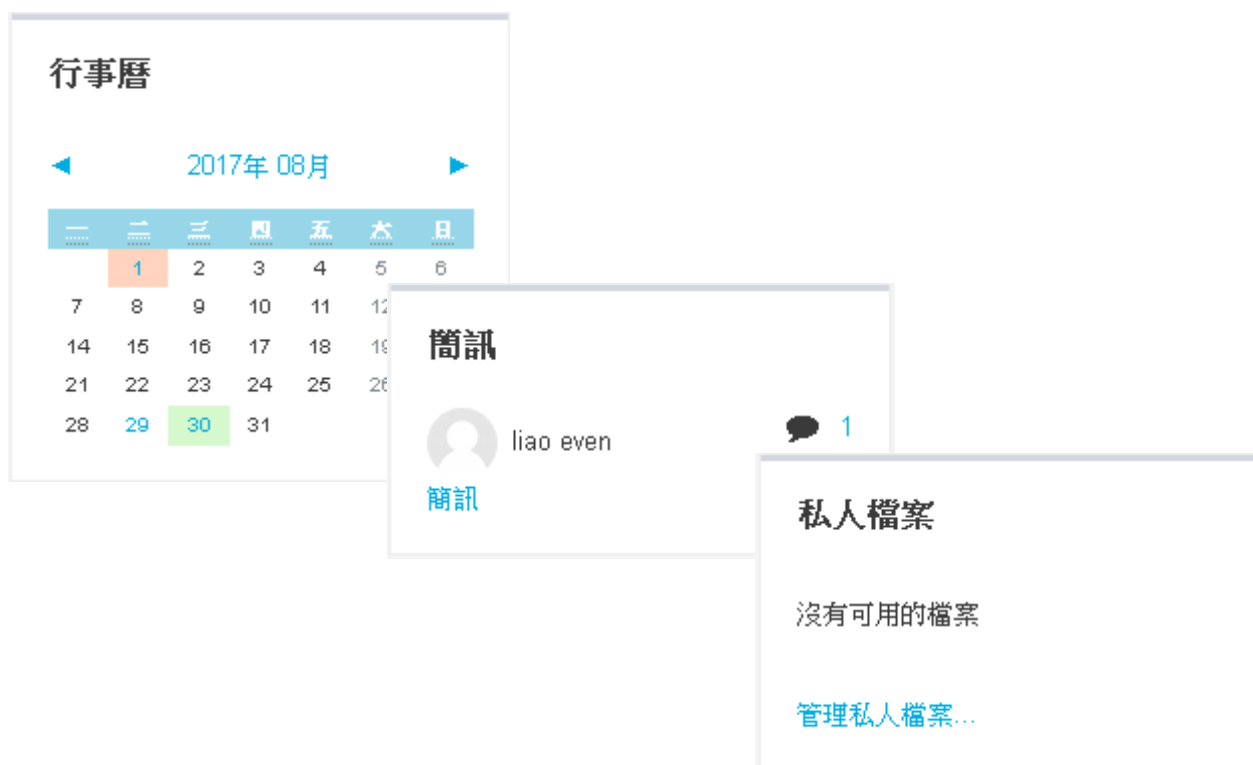 行事曆
◄ 2017年 08月 ►
一 二 三 四 五 六 日
1 2 3 4 5 6
7 8 9 10 11 12
14 15 16 17 18 19
21 22 23 24 25 26
28 29 30 31
簡訊
liao even 1
簡訊
私人檔案
沒有可用的檔案
管理私人檔案...